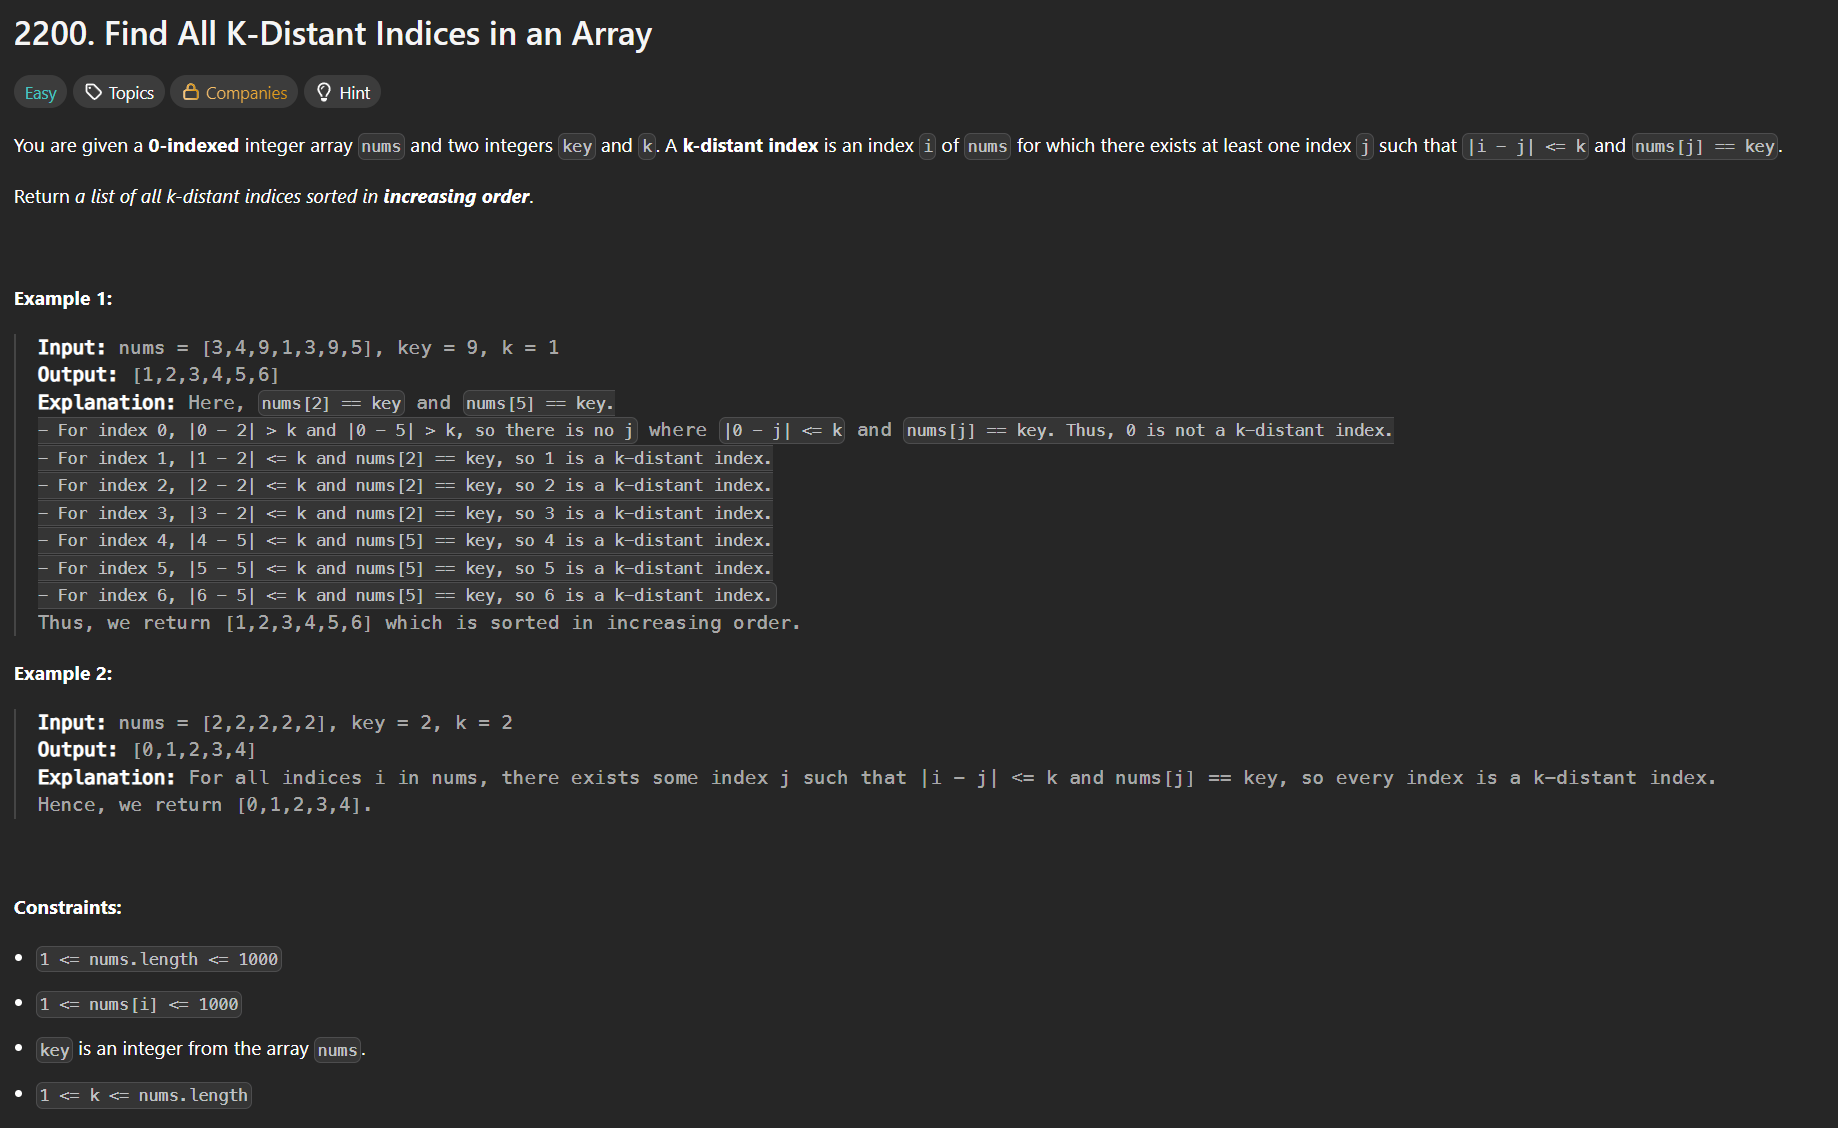 2200. Find All K-Distant Indices in an Array
Easy Topics Companies Hint
You are given a 0-indexed integer array nums and two integers key and k. A k-distant index is an index i of nums for which there exists at least one index j such that |i - j| <= k and nums[j] == key.
Return a list of all k-distant indices sorted in increasing order.
Example 1:
Input: nums = [3,4,9,1,3,9,5], key = 9, k = 1
Output: [1,2,3,4,5,6]
Explanation: Here, nums[2] == key and nums[5] == key.
- For index 0, |0 - 2| > k and |0 - 5| > k, so there is no j where |0 - j| <= k and nums[j] == key. Thus, 0 is not a k-distant index.
- For index 1, |1 - 2| <= k and nums[2] == key, so 1 is a k-distant index.
- For index 2, |2 - 2| <= k and nums[2] == key, so 2 is a k-distant index.
- For index 3, |3 - 2| <= k and nums[2] == key, so 3 is a k-distant index.
- For index 4, |4 - 5| <= k and nums[5] == key, so 4 is a k-distant index.
- For index 5, |5 - 5| <= k and nums[5] == key, so 5 is a k-distant index.
- For index 6, |6 - 5| <= k and nums[5] == key, so 6 is a k-distant index.
Thus, we return [1,2,3,4,5,6] which is sorted in increasing order.
Example 2:
Input: nums = [2,2,2,2,2], key = 2, k = 2
Output: [0,1,2,3,4]
Explanation: For all indices i in nums, there exists some index j such that |i - j| <= k and nums[j] == key, so every index is a k-distant index.
Hence, we return [0,1,2,3,4].
Constraints:
• 1 <= nums.length <= 1000
• 1 <= nums[i] <= 1000
• key is an integer from the array nums.
• 1 <= k <= nums.length